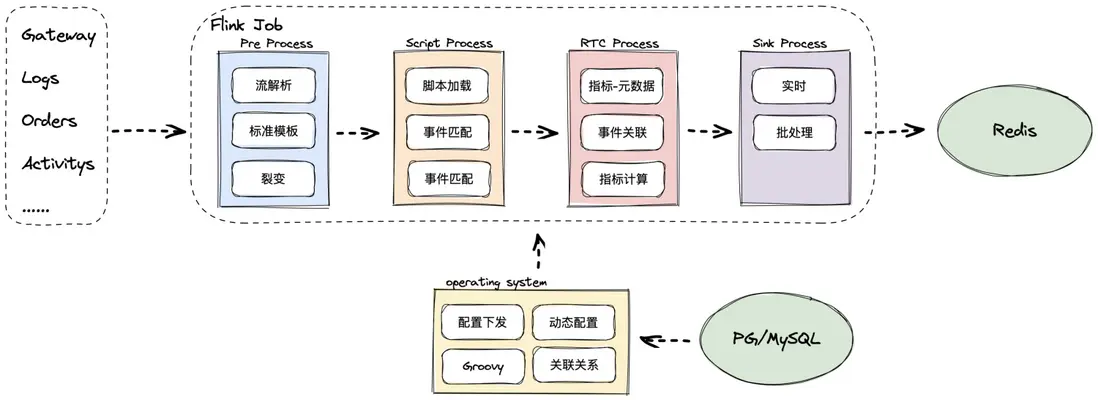 Gateway
Logs
Orders
Activitys
......
Flink Job
Pre Process
流解析
标准模板
裂变
Script Process
脚本加载
事件匹配
事件匹配
RTC Process
指标-元数据
事件关联
指标计算
Sink Process
实时
批处理
Redis
operating system
配置下发
动态配置
Groovy
关联关系
PG/MySQL